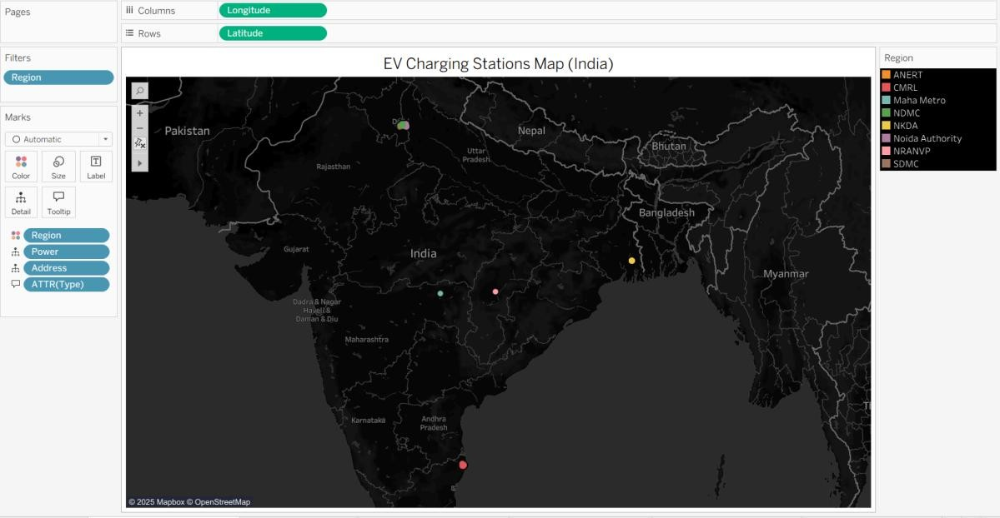 Pages
Columns
Longitude
Rows
Latitude
Filters
Region
Marks
Automatic
Color
Size
Label
Detail
Tooltip
Region
Power
Address
ATTR(Type)
EV Charging Stations Map (India)
Pakistan
Nepal
Bhutan
Uttar
Pradesh
Rajasthan
Bangladesh
Gujarat
India
Myanmar
Dadra & Nagar
Haveli &
Daman & Diu
Maharashtra
Karnataka
Andhra
Pradesh
© 2025 Mapbox © OpenStreetMap
Region
ANERT
CMRL
Maha Metro
NDMC
NKDA
Noida Authority
NRANVP
SDMC